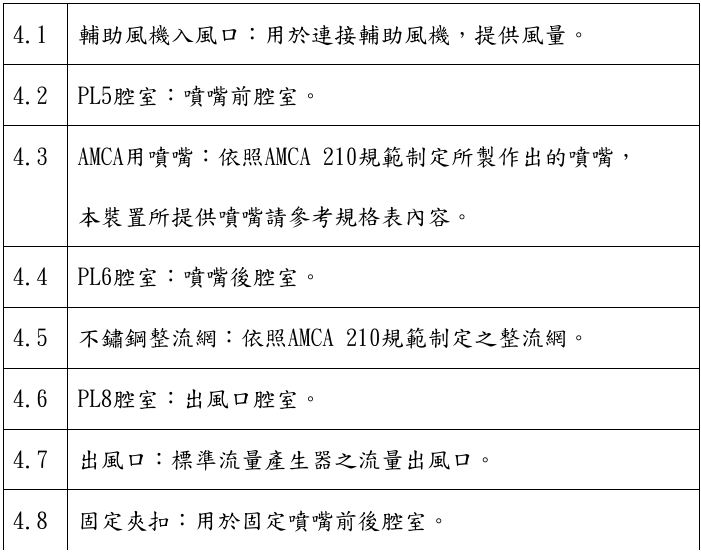 4.1 輔助風機入風口：用於連接輔助風機，提供風量。
4.2 PL5腔室：噴嘴前腔室。
4.3 AMCA用噴嘴：依照AMCA 210規範制定所製作出的噴嘴，
本裝置所提供噴嘴請參考規格表內容。
4.4 PL6腔室：噴嘴後腔室。
4.5 不鏽鋼整流網：依照AMCA 210規範制定之整流網。
4.6 PL8腔室：出風口腔室。
4.7 出風口：標準流量產生器之流量出風口。
4.8 固定夾扣：用於固定噴嘴前後腔室。